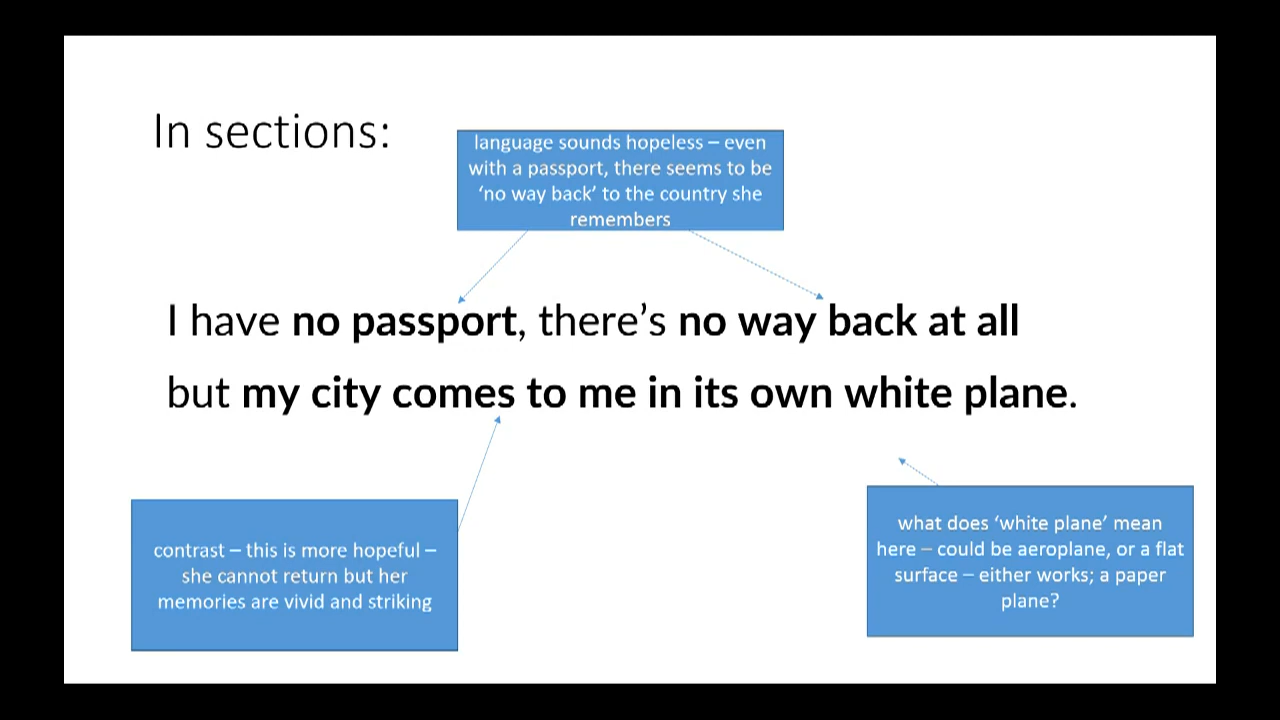 In sections:
language sounds hopeless – even
with a passport, there seems to be
‘no way back’ to the country she
remembers
I have no passport, there’s no way back at all
but my city comes to me in its own white plane.
contrast – this is more hopeful –
she cannot return but her
memories are vivid and striking
what does ‘white plane’ mean
here – could be aeroplane, or a flat
surface – either works; a paper
plane?